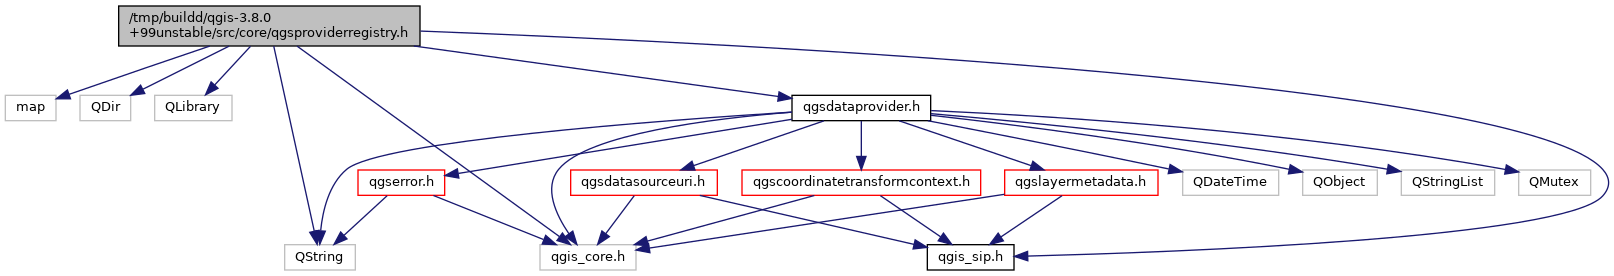 /tmp/buildd/qgis-3.8.0
+99unstable/src/core/qgsproviderregistry.h
map
QDir
QLibrary
qgsdataprovider.h
qgserror.h
qgsdatasourceuri.h
qgscoordinatetransformcontext.h
qgslayermetadata.h
QDateTime
QObject
QStringList
QMutex
QString
qgis_core.h
qgis_sip.h